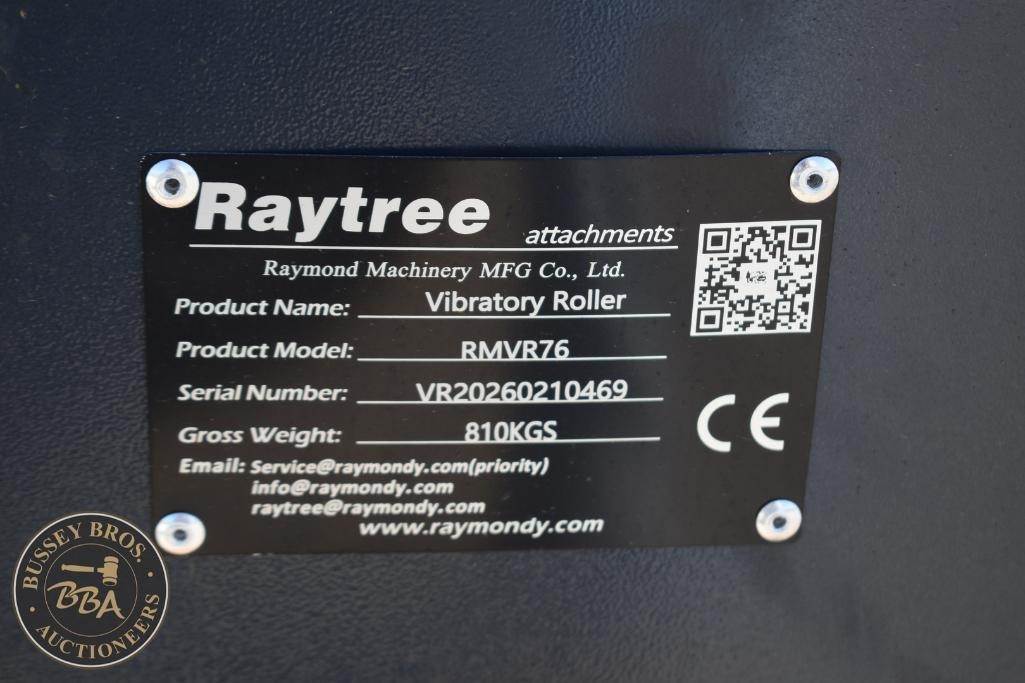 Raytree
attachments
Raymond Machinery MFG Co., Ltd.
Product Name: Vibratory Roller
Product Model: RMVR76
Serial Number: VR20260210469
Gross Weight: 810KGS
Email: Service@raymondy.com(priority)
info@raymondy.com
raytree@raymondy.com
www.raymondy.com
CE
BUSSEY BROS.
BBA
AUCTIONEERS